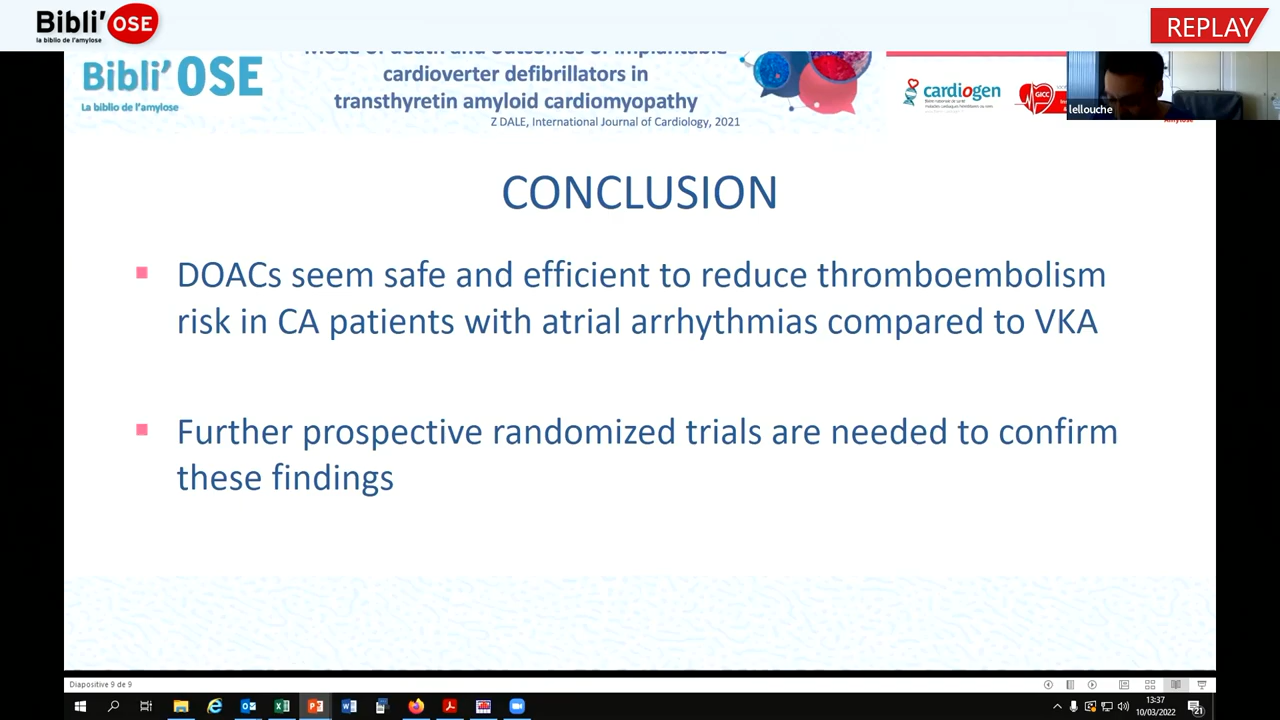 Bibli'OSE
la biblio de l'amylose
REPLAY
Mode of death and outcomes of implantable
cardioverter defibrillators in
transthyretin amyloid cardiomyopathy
Z DALE, International Journal of Cardiology, 2021
Bibli'OSE
La biblio de l'amylose
cardiogen
GICC
lellouche
Amylose
CONCLUSION
DOACs seem safe and efficient to reduce thromboembolism
risk in CA patients with atrial arrhythmias compared to VKA
Further prospective randomized trials are needed to confirm
these findings
Diapositive 9 de 9
13:37
10/03/2022
21